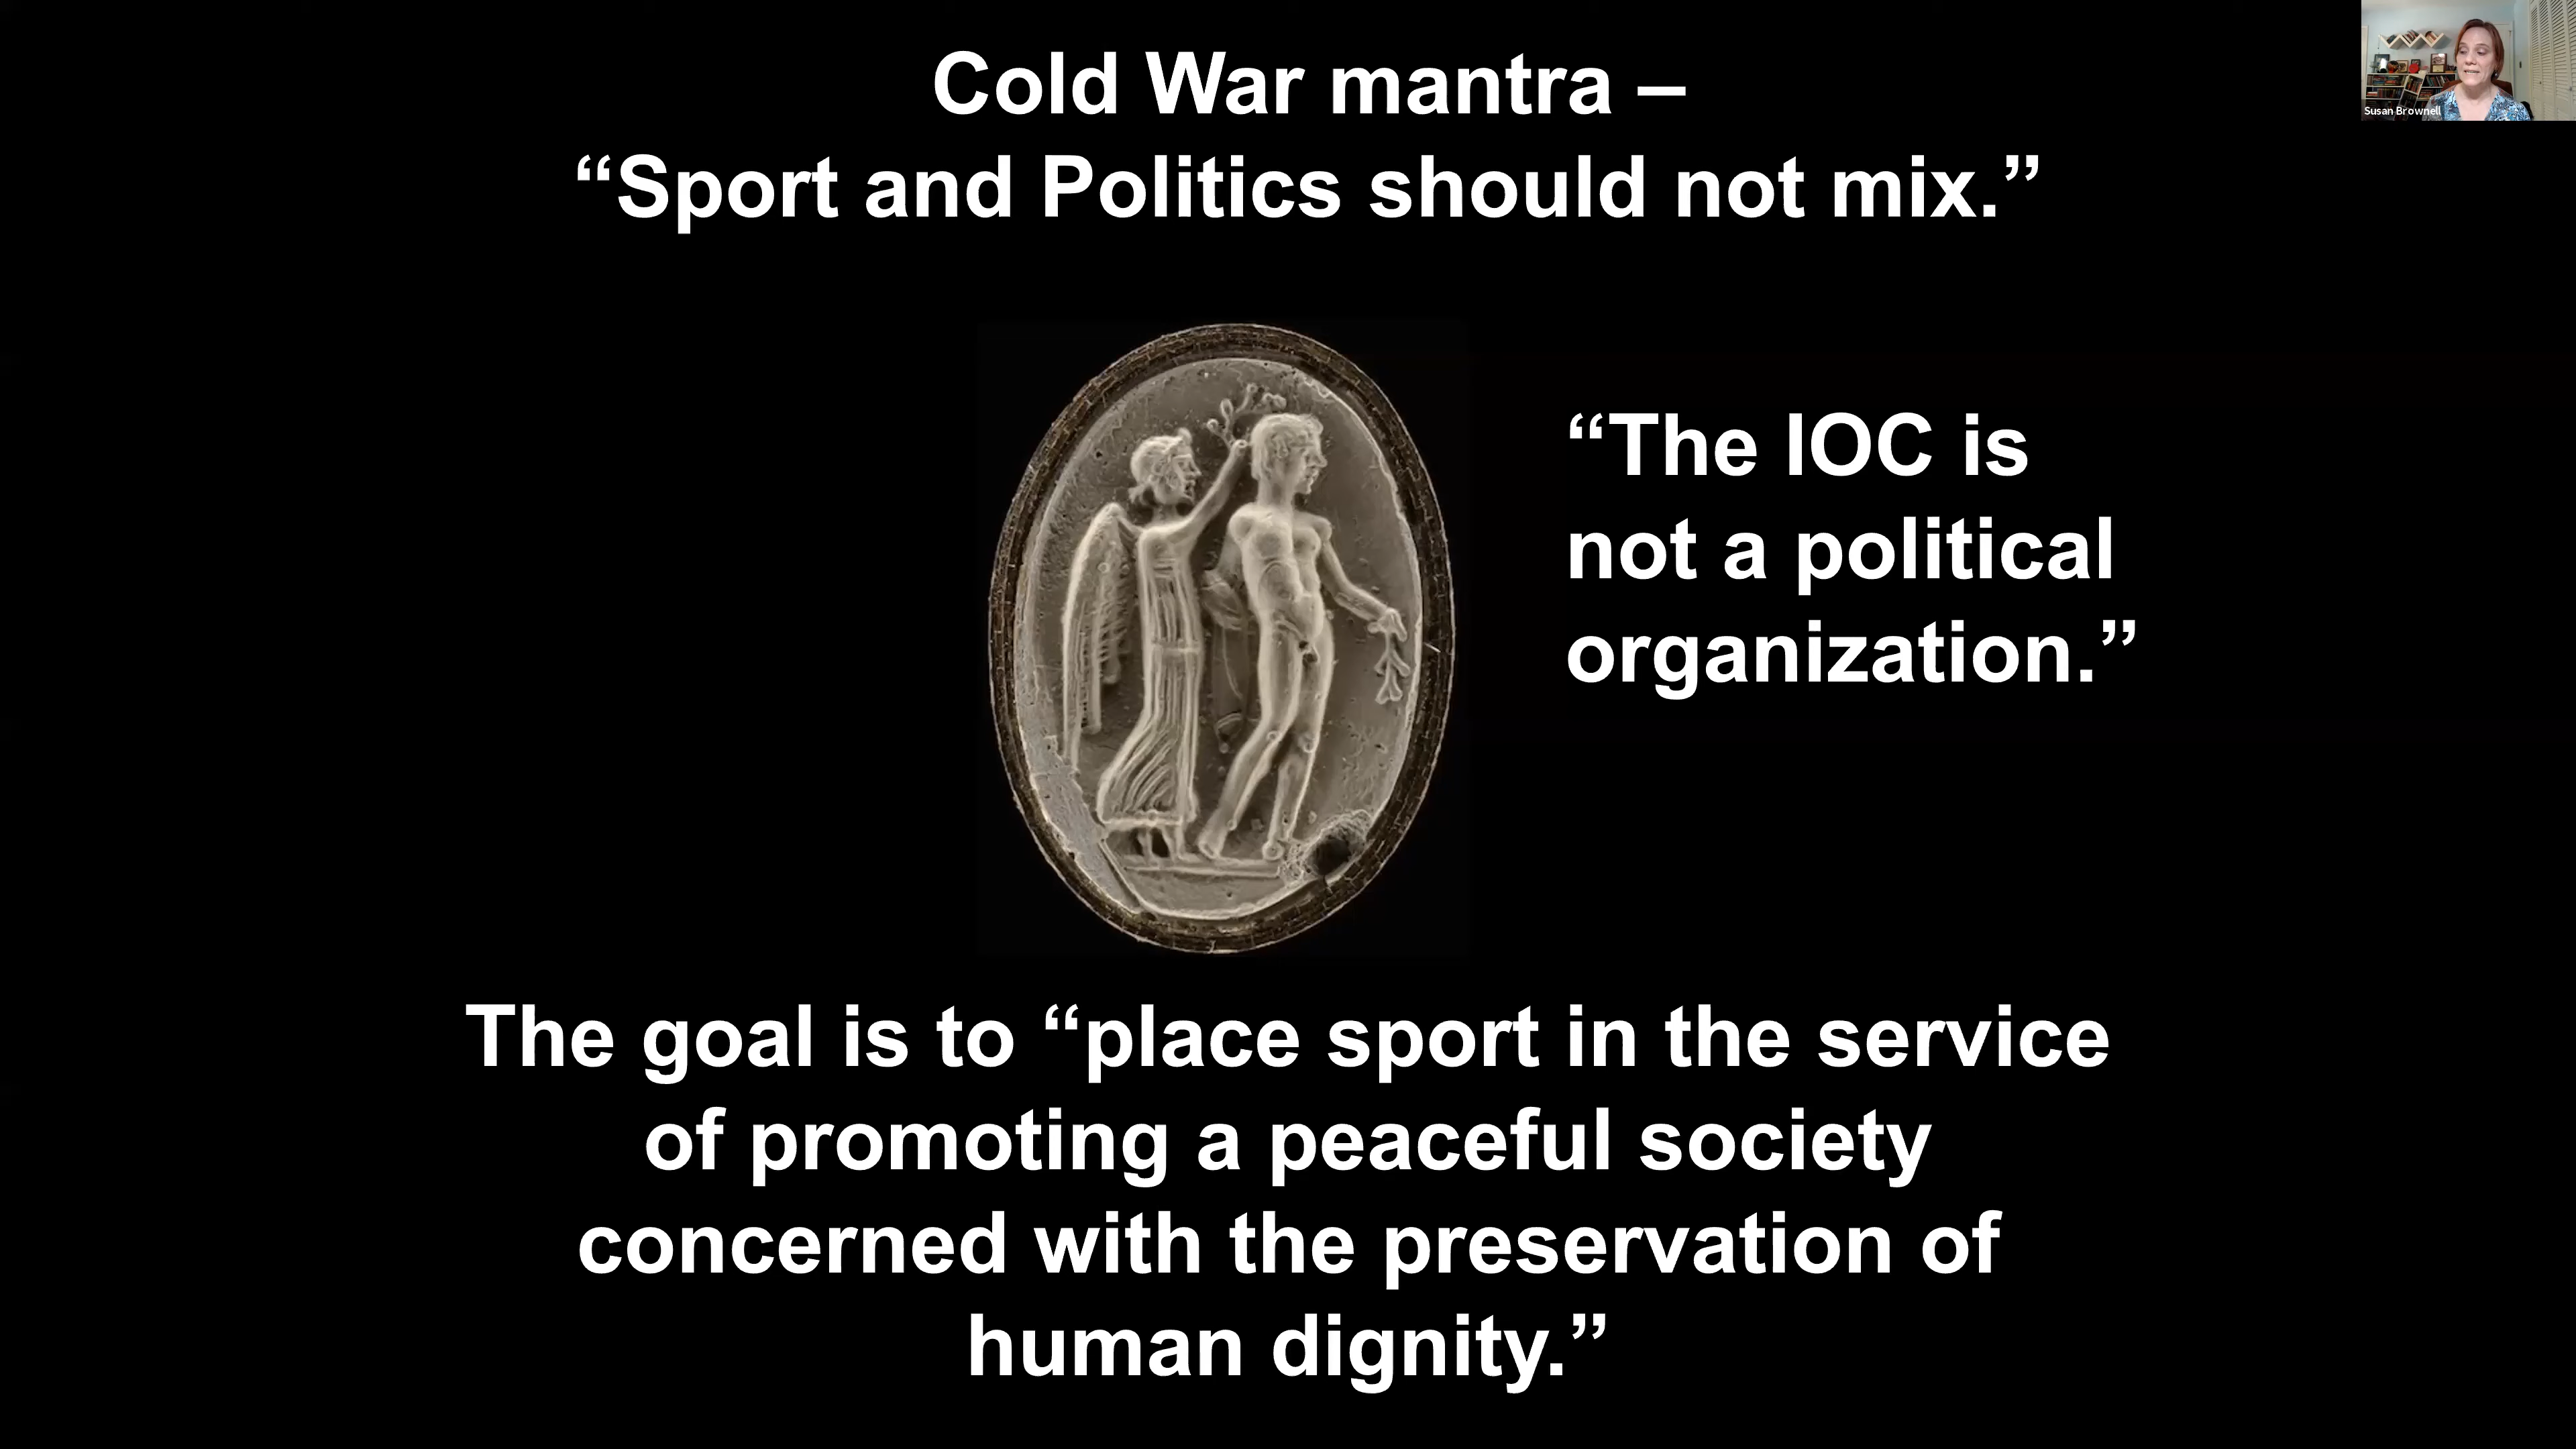 Cold War mantra –
“Sport and Politics should not mix.”
Susan Brownell
“The IOC is
not a political
organization.”
The goal is to “place sport in the service
of promoting a peaceful society
concerned with the preservation of
human dignity.”